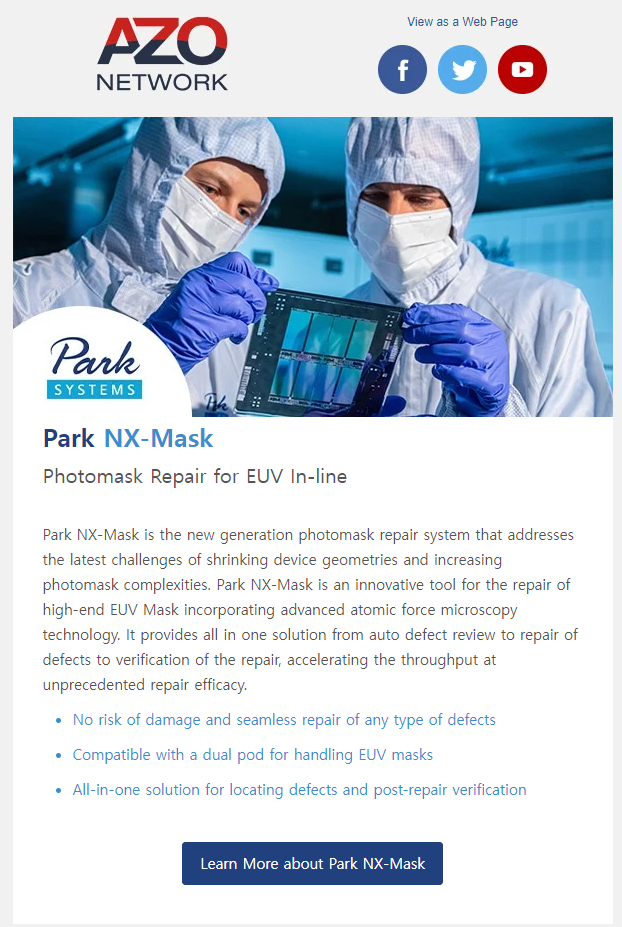 AZO
NETWORK
View as a Web Page
Park
SYSTEMS
Park NX-Mask
Photomask Repair for EUV In-line
Park NX-Mask is the new generation photomask repair system that addresses
the latest challenges of shrinking device geometries and increasing
photomask complexities. Park NX-Mask is an innovative tool for the repair of
high-end EUV Mask incorporating advanced atomic force microscopy
technology. It provides all in one solution from auto defect review to repair of
defects to verification of the repair, accelerating the throughput at
unprecedented repair efficacy.
• No risk of damage and seamless repair of any type of defects
• Compatible with a dual pod for handling EUV masks
• All-in-one solution for locating defects and post-repair verification
Learn More about Park NX-Mask